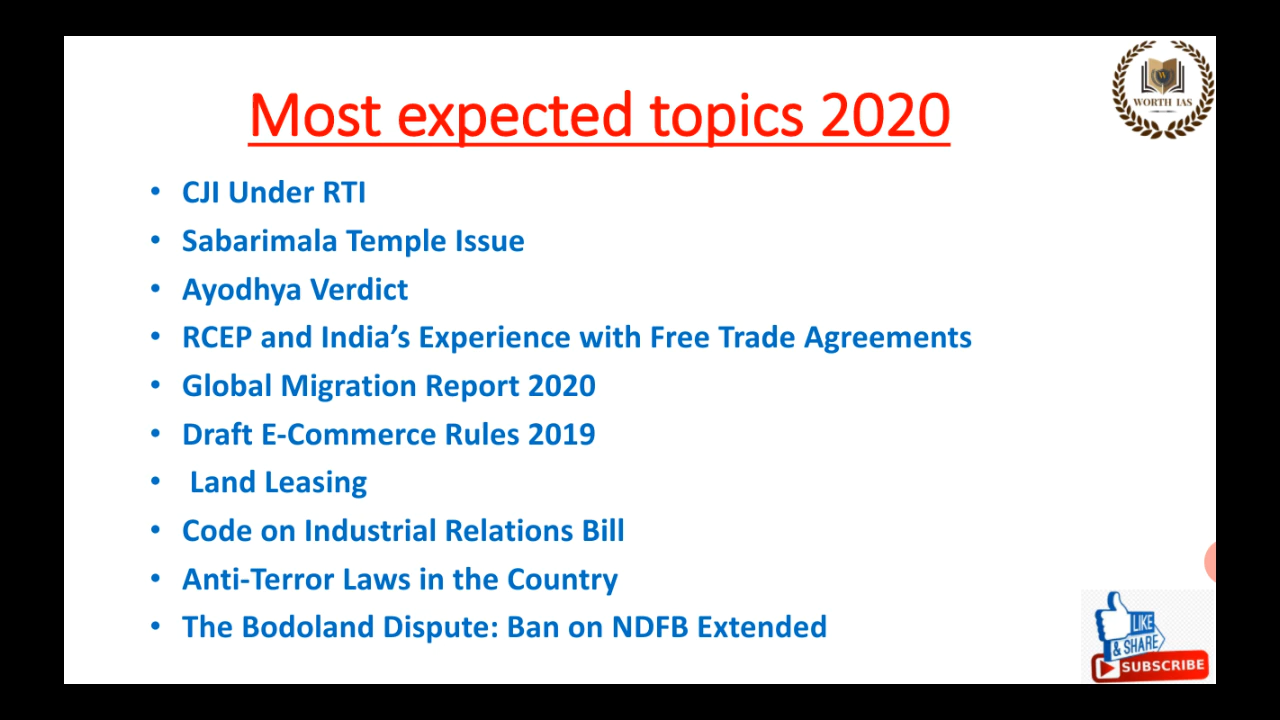 Most expected topics 2020
WORTH IAS
• CJI Under RTI
• Sabarimala Temple Issue
• Ayodhya Verdict
• RCEP and India’s Experience with Free Trade Agreements
• Global Migration Report 2020
• Draft E-Commerce Rules 2019
• Land Leasing
• Code on Industrial Relations Bill
• Anti-Terror Laws in the Country
• The Bodoland Dispute: Ban on NDFB Extended
LIKE
& SHARE
SUBSCRIBE